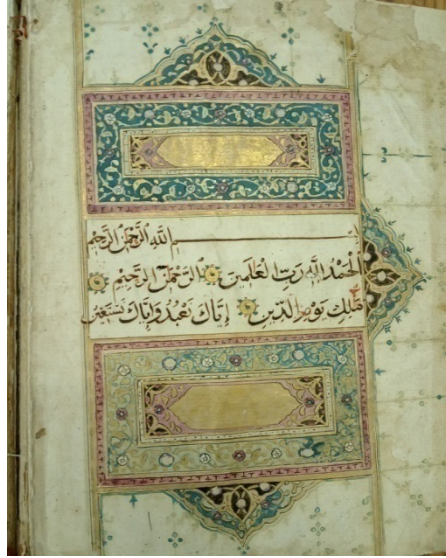 بسم الله الرحمن الرحيم
الحمد لله رب العلمين الرحمن الرحيم
ملك يوم الدين إياك نعبد وإياك نستعين